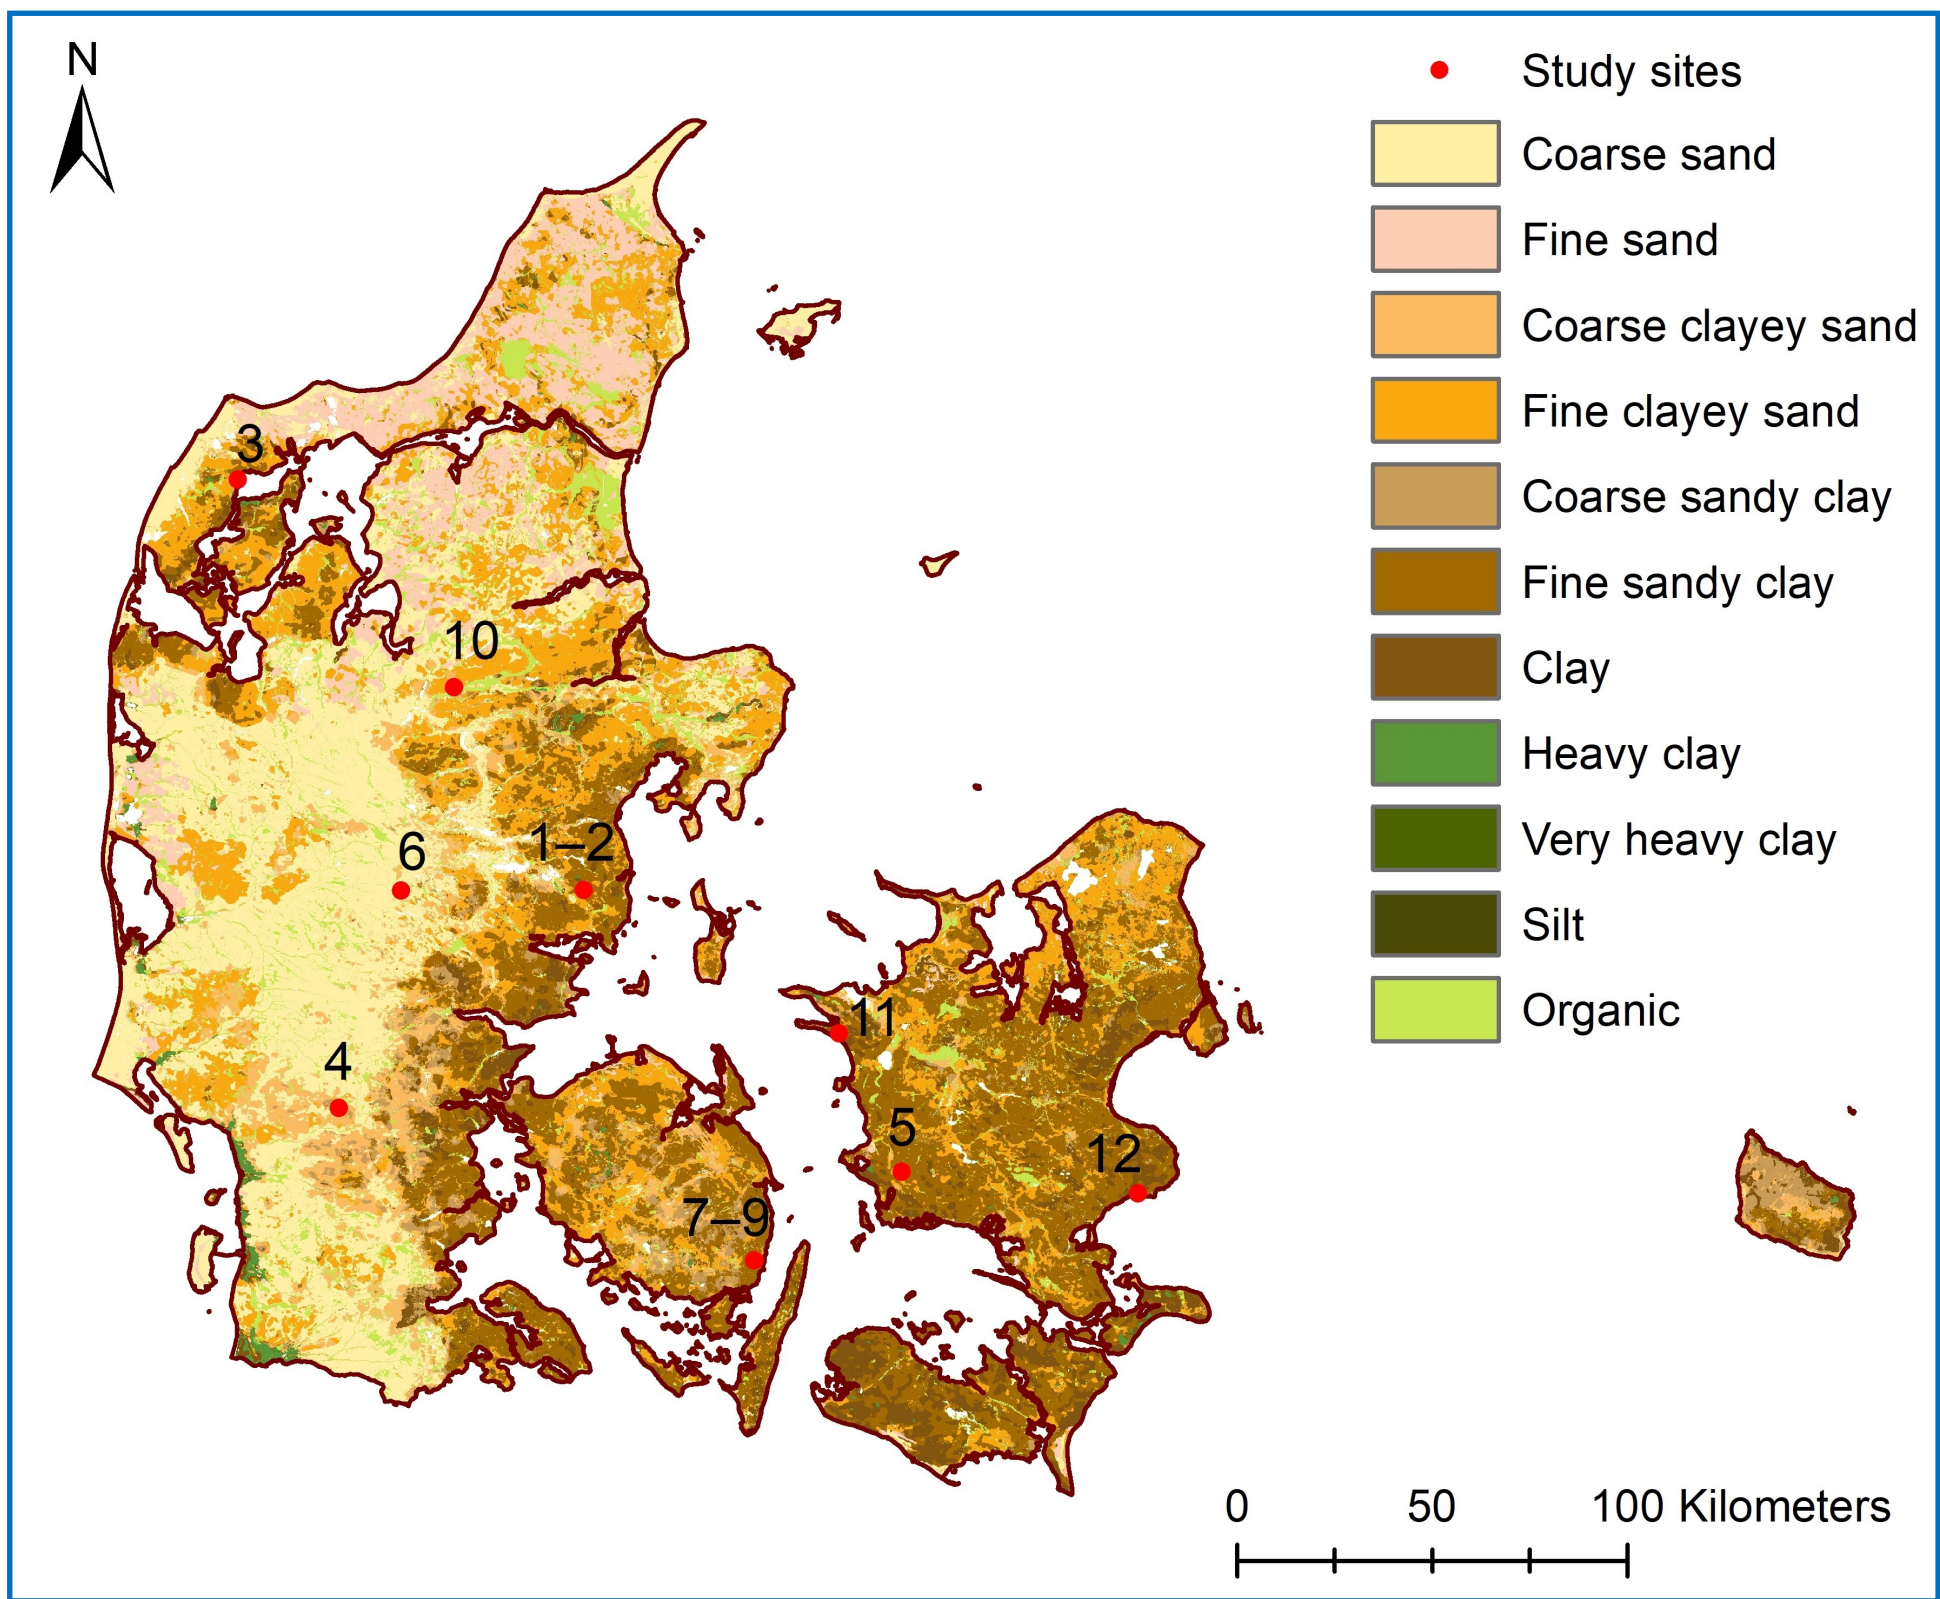 N
Study sites
Coarse sand
Fine sand
Coarse clayey sand
Fine clayey sand
Coarse sandy clay
Fine sandy clay
Clay
Heavy clay
Very heavy clay
Silt
Organic
3
10
6
1–2
11
4
5
12
7–9
0 50 100 Kilometers